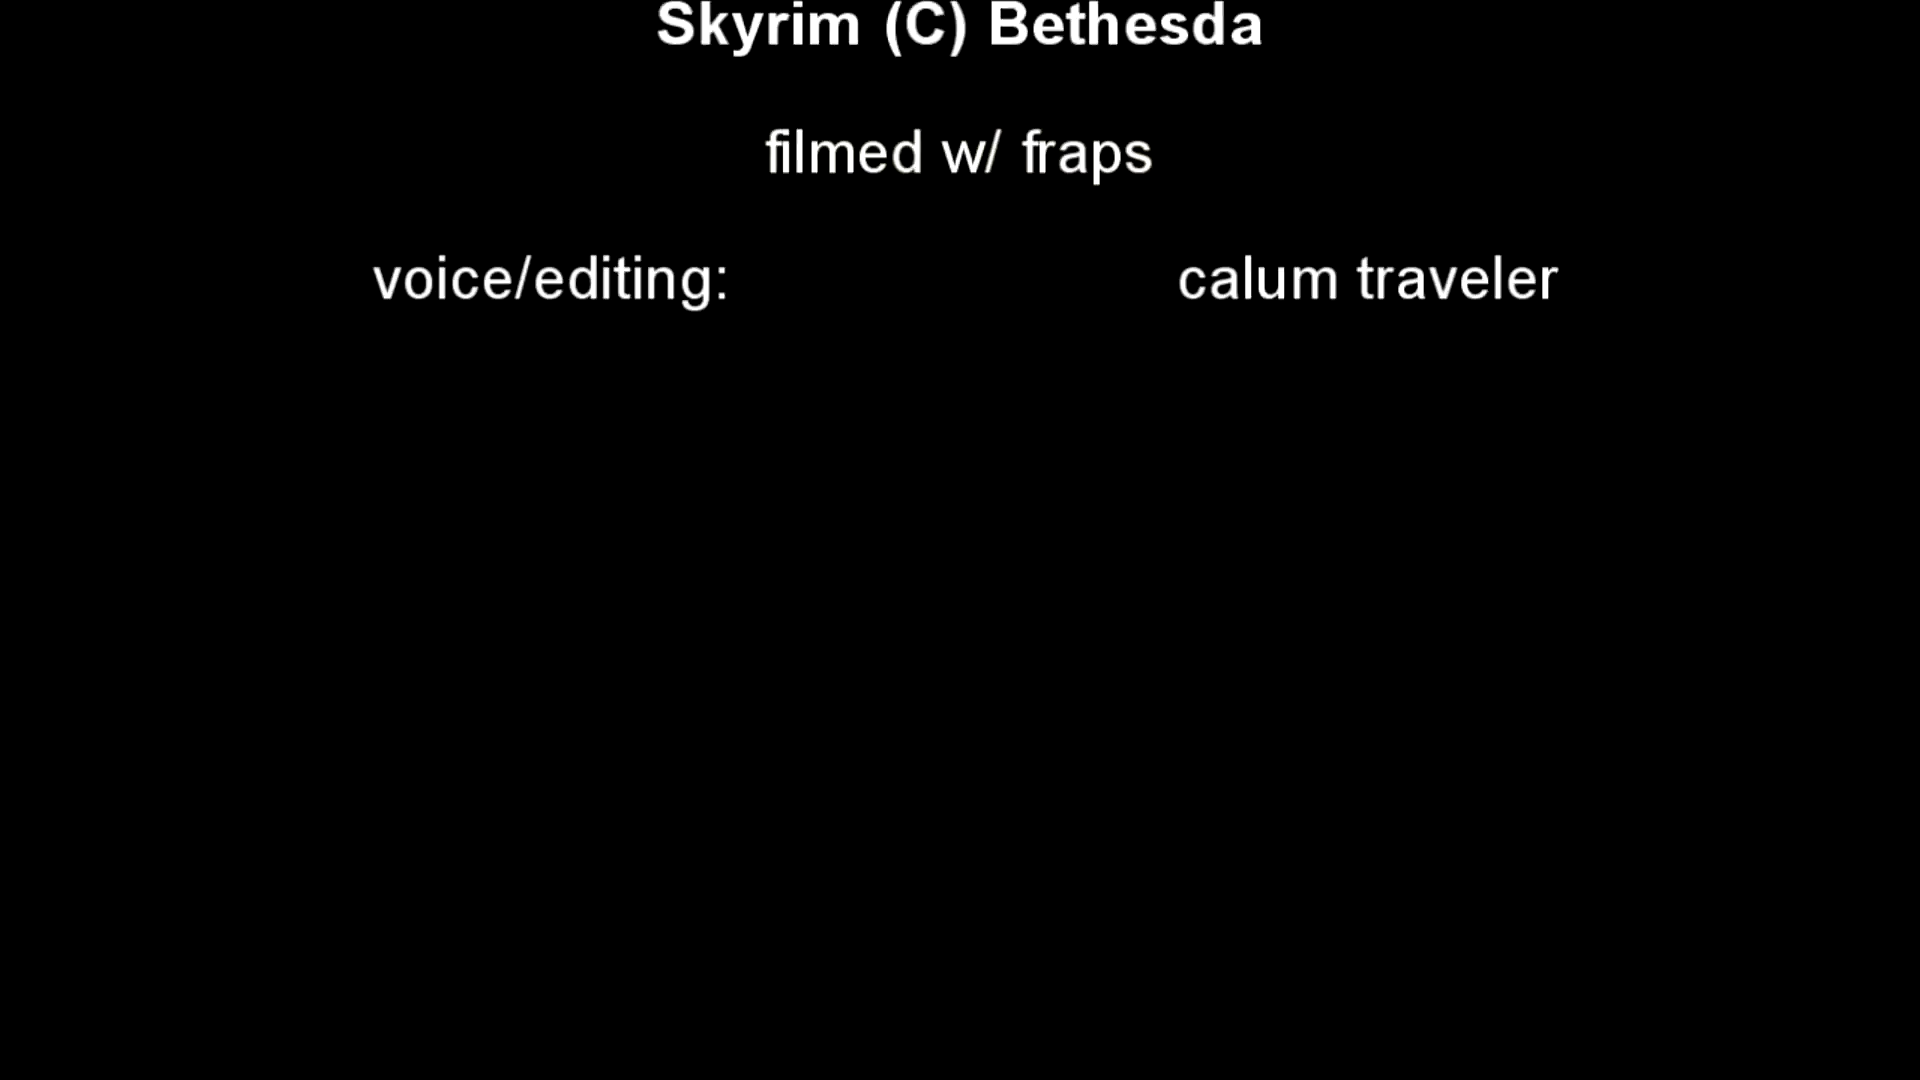 Skyrim (C) Bethesda
filmed w/ fraps
voice/editing: calum traveler